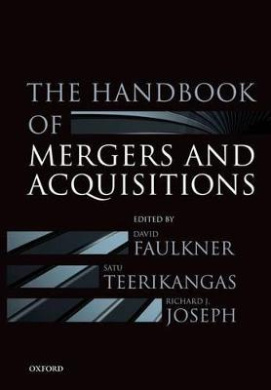 THE HANDBOOK
OF
MERGERS AND
ACQUISITIONS
EDITED BY
DAVID
FAULKNER
SATU
TEERIKANGAS
RICHARD J.
JOSEPH
OXFORD